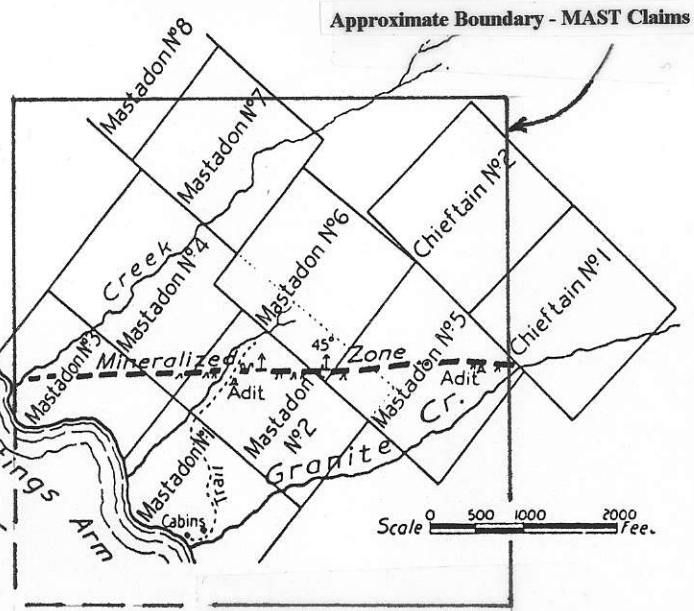 Approximate Boundary - MAST Claims
Mastadon Nº8
Mastadon Nº7
Chieftain Nº2
Mastadon Nº6
Chieftain Nº1
Creek
Mastadon Nº4
Mastadon Nº5
Mastadon Nº3
Mineralized Zone
45°
Adit
Adit
Mastadon
Nº2
Mastadon Nº1
Granite Cr.
Trail
Cabins
ings
Arm
Scale 0 500 1000 2000
Fee.